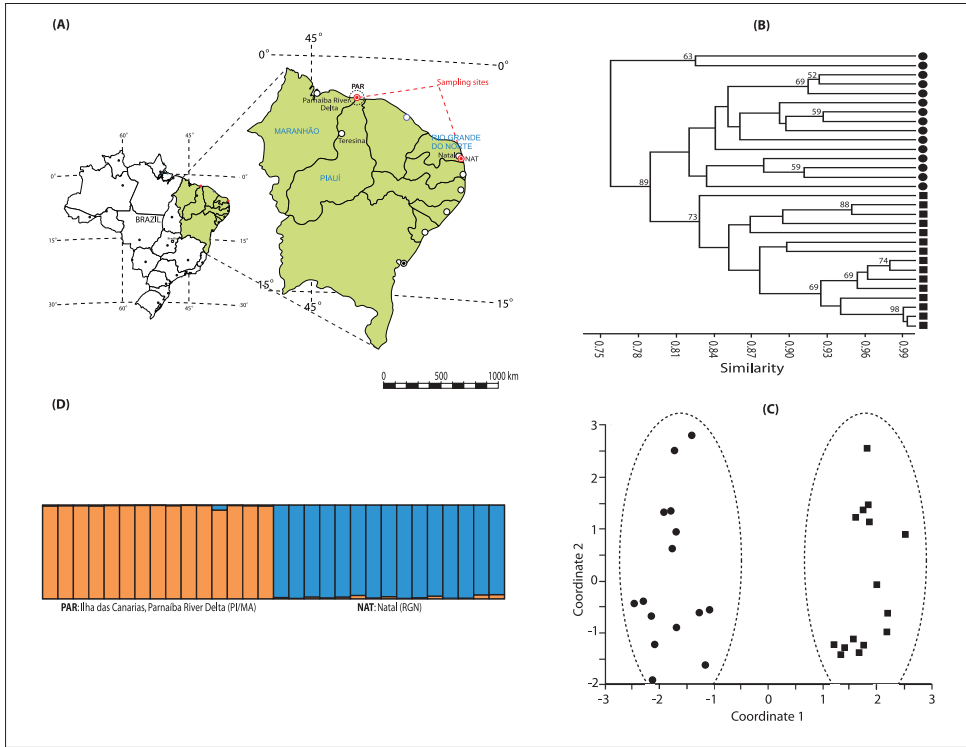 (A)
45°
0°
0°
PAR
Sampling sites
Parnaiba River
Delta
MARANHÃO
Teresina
RIO GRANDE
DO NORTE
Natal
NAT
PIAUÍ
60°
45°
0°
0°
BRAZIL
15°
15°
30°
30°
60°
45°
15°
45°
15°
0 500 1000 km
(B)
63
52
69
59
59
89
88
73
74
69
69
98
0.75 0.78 0.81 0.84 0.87 0.90 0.93 0.96 0.99
Similarity
(D)
PAR: Ilha das Canarias, Parnaíba River Delta (PI/MA)
NAT: Natal (RGN)
(C)
3
2
1
0
-1
-2
Coordinate 2
-3 -2 -1 0 1 2 3
Coordinate 1